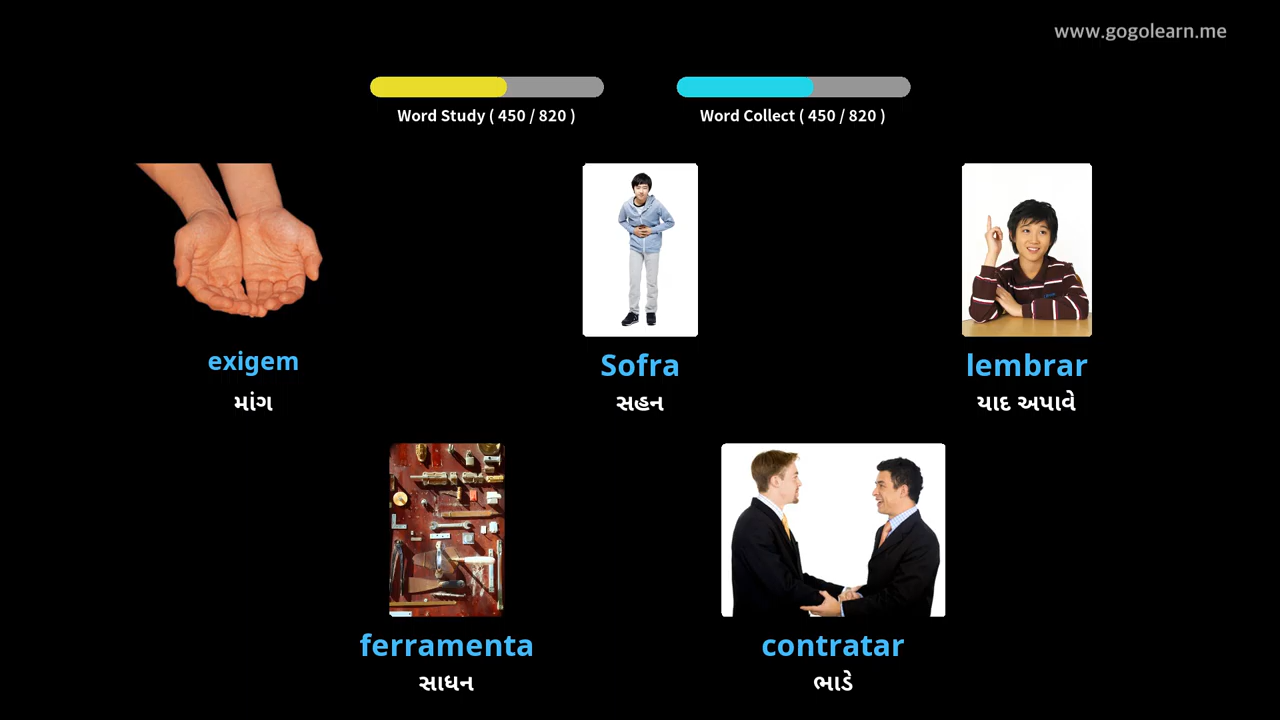 www.gogolearn.me
Word Study ( 450 / 820 )
Word Collect ( 450 / 820 )
exigem
માંગ
Sofra
સહન
lembrar
યાદ અપાવે
ferramenta
સાધન
contratar
ભાડે